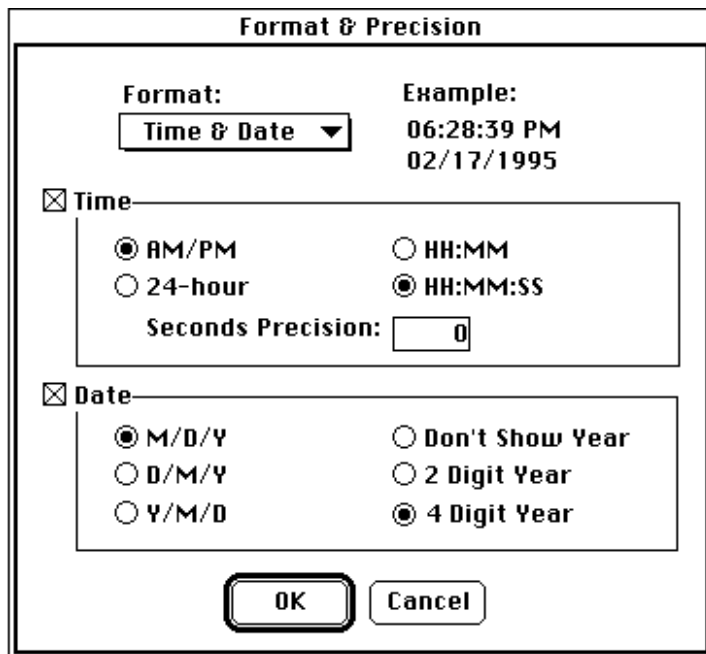 Format & Precision
Format:
Example:
Time & Date
06:28:39 PM
02/17/1995
Time
AM/PM
HH:MM
24-hour
HH:MM:SS
Seconds Precision:
0
Date
M/D/Y
Don't Show Year
D/M/Y
2 Digit Year
Y/M/D
4 Digit Year
OK
Cancel